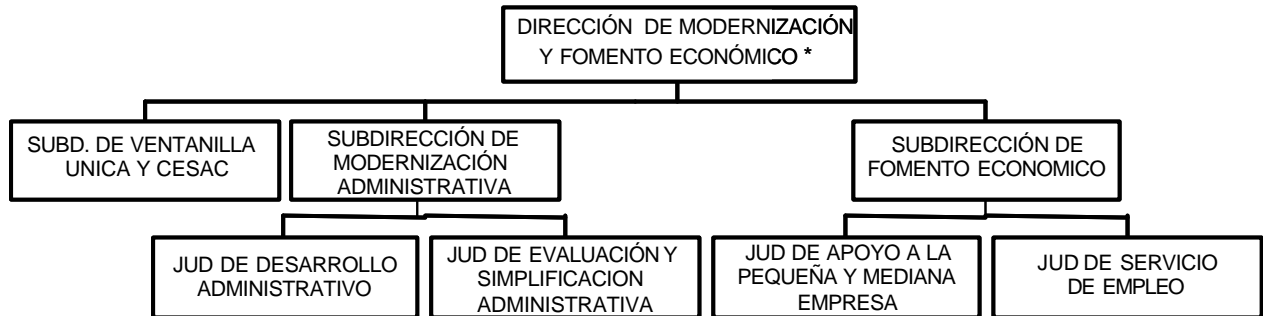 DIRECCIÓN DE MODERNIZACIÓN
Y FOMENTO ECONÓMICO *
SUBD. DE VENTANILLA
UNICA Y CESAC
SUBDIRECCIÓN DE
MODERNIZACIÓN
ADMINISTRATIVA
SUBDIRECCIÓN DE
FOMENTO ECONOMICO
JUD DE DESARROLLO
ADMINISTRATIVO
JUD DE EVALUACIÓN Y
SIMPLIFICACION
ADMINISTRATIVA
JUD DE APOYO A LA
PEQUEÑA Y MEDIANA
EMPRESA
JUD DE SERVICIO
DE EMPLEO